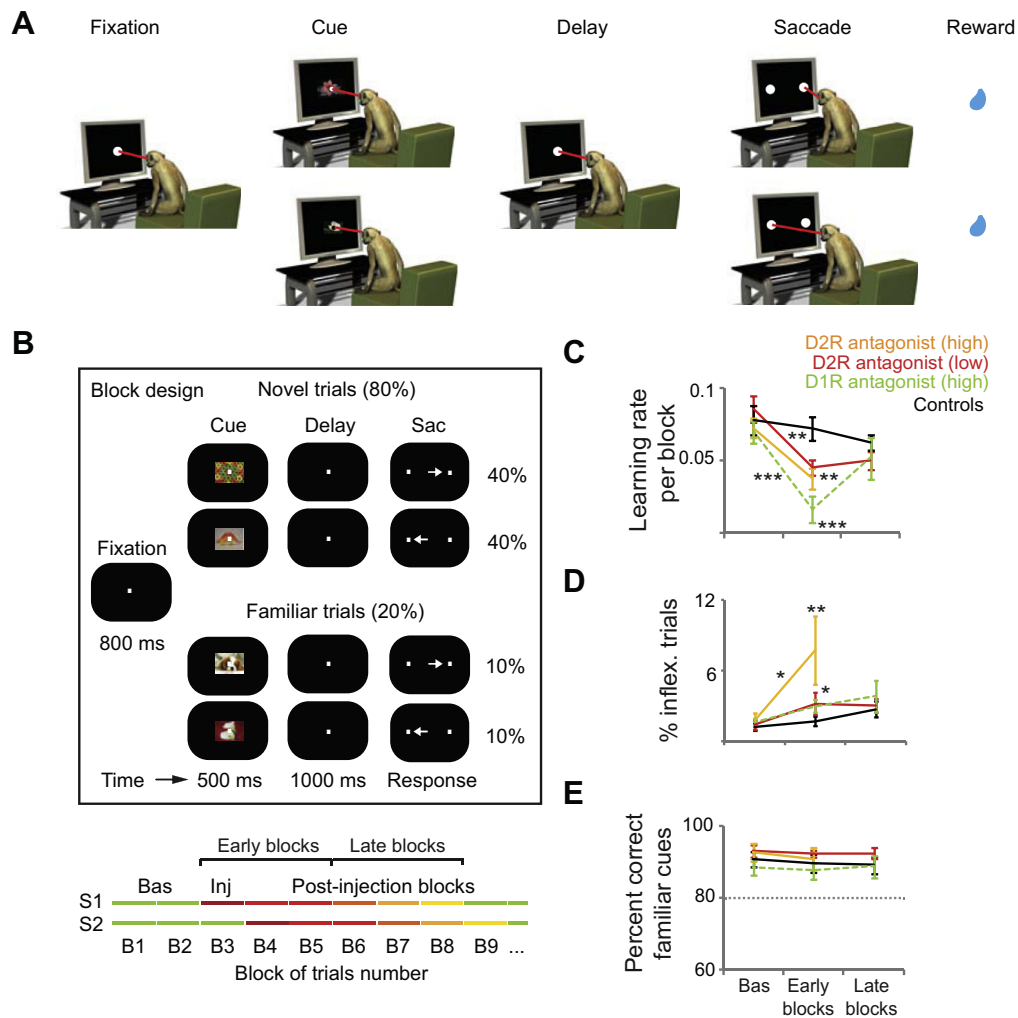 A
Fixation
Cue
Delay
Saccade
Reward
B
Block design
Novel trials (80%)
Cue
Delay
Sac
40%
40%
Fixation
800 ms
Familiar trials (20%)
10%
10%
Time
500 ms
1000 ms
Response
Early blocks
Late blocks
Bas
Inj
Post-injection blocks
S1
S2
B1 B2 B3 B4 B5 B6 B7 B8 B9 ...
Block of trials number
C
D2R antagonist (high)
D2R antagonist (low)
D1R antagonist (high)
Controls
Learning rate
per block
0.1
0.05
**
***
**
***
D
% inflex. trials
12
6
**
*
*
E
Percent correct
familiar cues
100
80
60
Bas
Early
blocks
Late
blocks